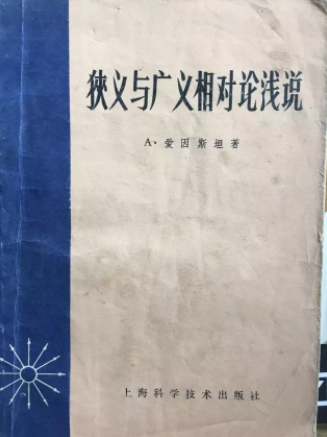 狭义与广义相对论浅说
A·爱因斯坦著
上海科学技术出版社